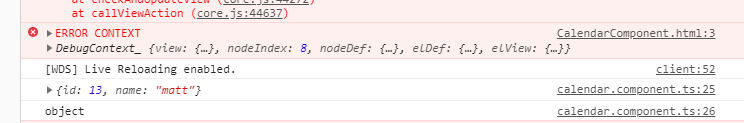 at checkAndUpdateView (core.js:44272)
at callViewAction (core.js:44637)
ERROR CONTEXT CalendarComponent.html:3
DebugContext_ {view: {…}, nodeIndex: 8, nodeDef: {…}, elDef: {…}, elView: {…}}
[WDS] Live Reloading enabled. client:52
{id: 13, name: "matt"} calendar.component.ts:25
object calendar.component.ts:26